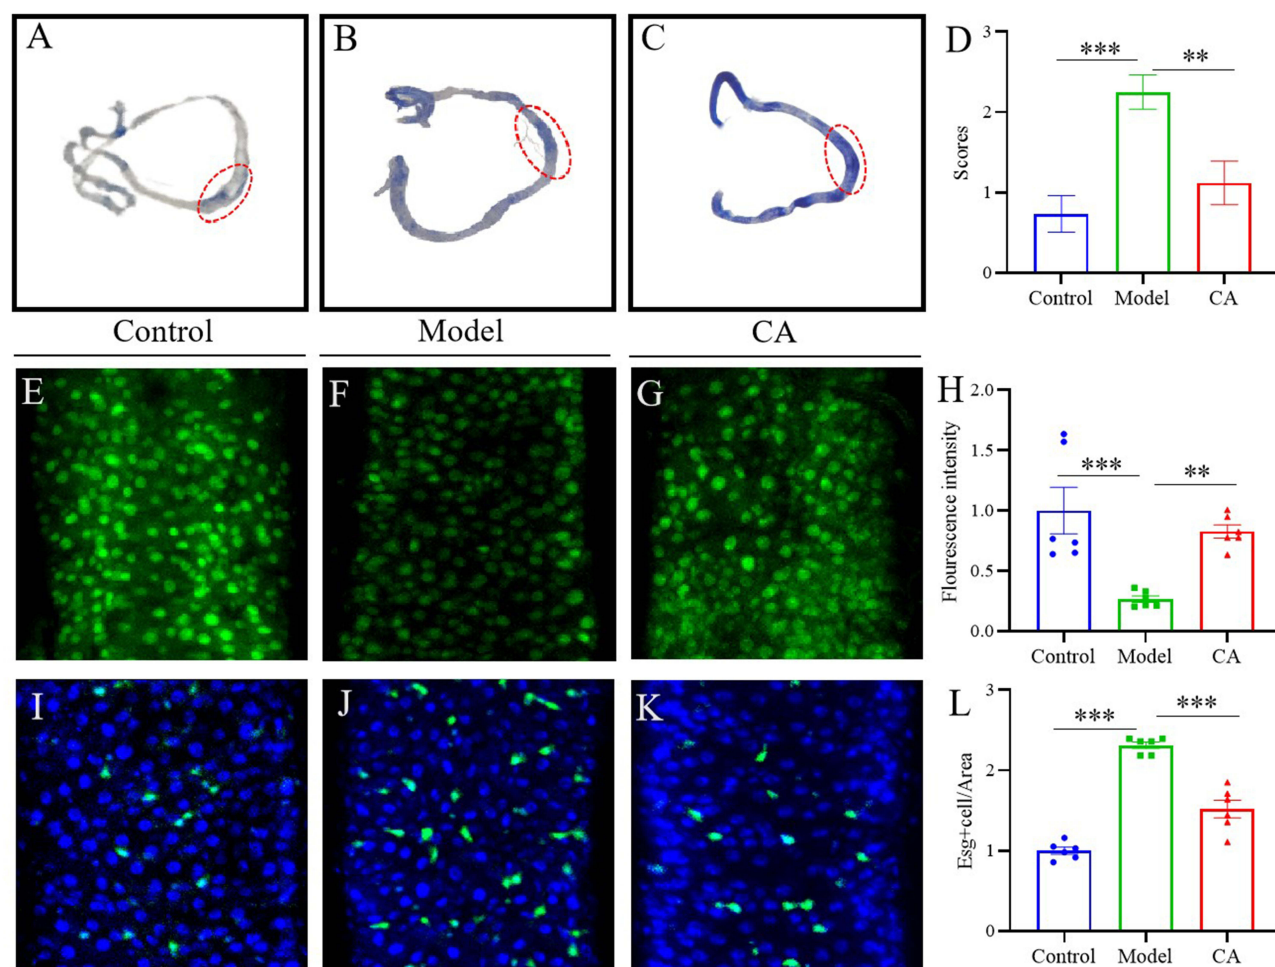 A
B
C
Control
Model
CA
D
Scores
3
2
1
0
***
**
Control
Model
CA
E
F
G
H
Flourescence intensity
2.0
1.5
1.0
0.5
0.0
***
**
Control
Model
CA
I
J
K
L
Esg+cell/Area
3
2
1
0
***
***
Control
Model
CA